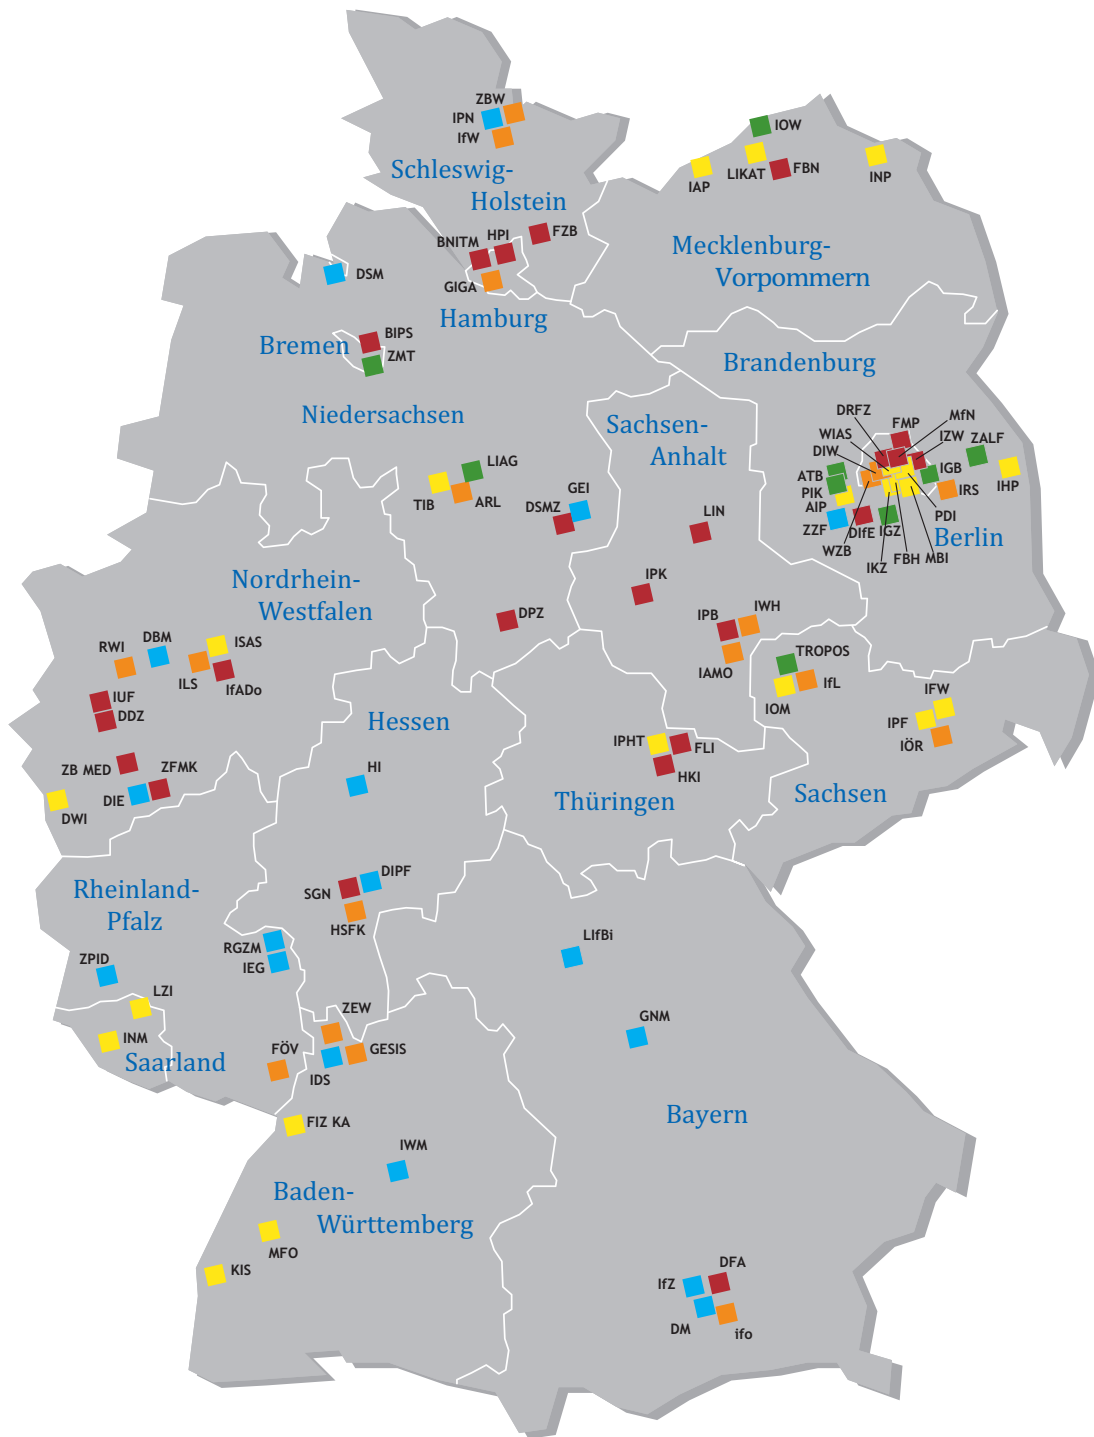 ZBW
IPN
IfW
Schleswig-
Holstein
IOW
IAP
LIKAT
FBN
INP
Mecklenburg-
Vorpommern
BNITM
HPI
FZB
GIGA
Hamburg
DSM
Bremen
BIPS
ZMT
Niedersachsen
Brandenburg
Sachsen-
Anhalt
DRFZ
FMP
MfN
WIAS
IZW
DIW
ZALF
ATB
IGB
IHP
PIK
IRS
AIP
PDI
ZZF
DIfE
IGZ
WZB
IKZ
FBH
MBI
Berlin
LIAG
TIB
ARL
GEI
DSMZ
LIN
IPK
DPZ
IPB
IWH
IAMO
Nordrhein-
Westfalen
RWI
DBM
ISAS
ILS
IfADo
IUF
DDZ
ZB MED
ZFMK
DIE
DWI
TROPOS
IfL
IOM
IFW
IPF
IÖR
Sachsen
Hessen
HI
IPHT
FLI
HKI
Thüringen
SGN
DIPF
HSFK
Rheinland-
Pfalz
RGZM
IEG
ZPID
LZI
INM
Saarland
FÖV
ZEW
GESIS
IDS
FIZ KA
IWM
Baden-
Württemberg
MFO
KIS
LIfBi
GNM
Bayern
IfZ
DFA
DM
ifo